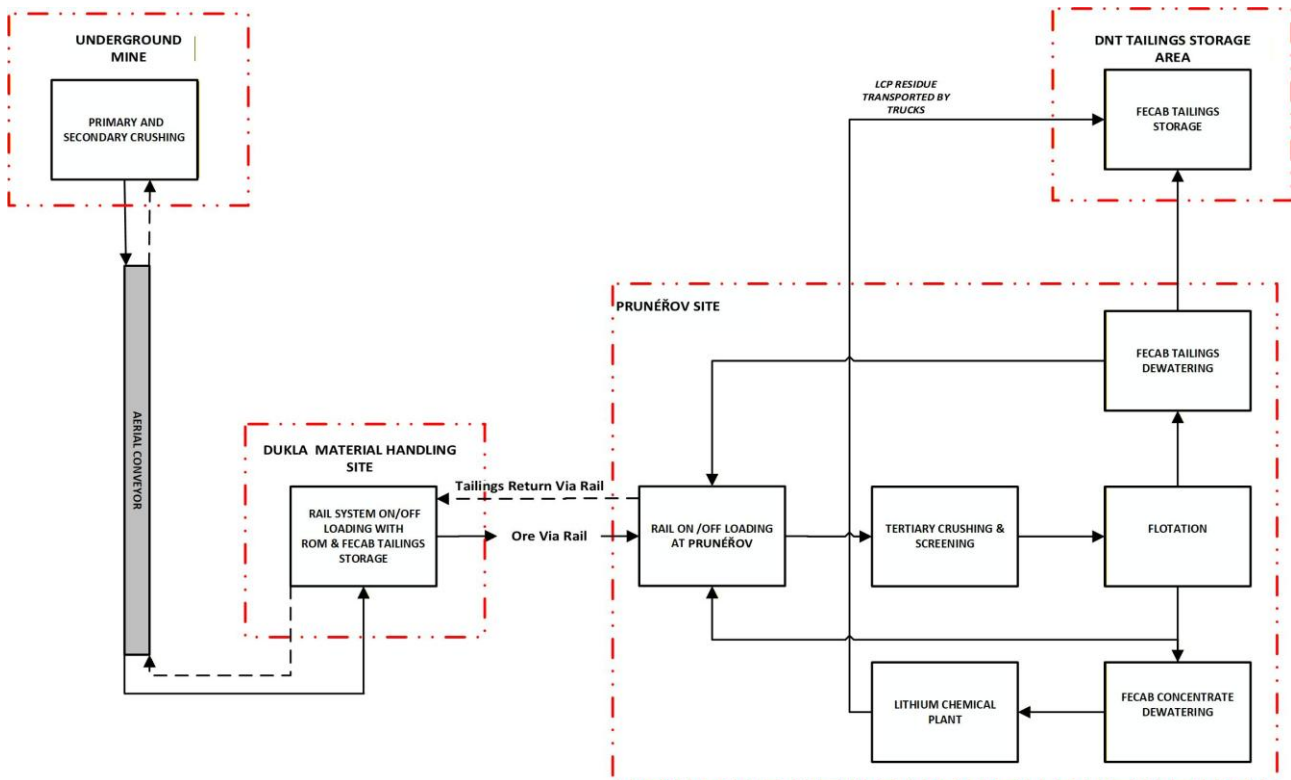 UNDERGROUND
MINE
PRIMARY AND
SECONDARY CRUSHING
AERIAL CONVEYOR
DUKLA MATERIAL HANDLING
SITE
RAIL SYSTEM ON/OFF
LOADING WITH
ROM & FECAB TAILINGS
STORAGE
Tailings Return Via Rail
Ore Via Rail
LCP RESIDUE
TRANSPORTED BY
TRUCKS
DNT TAILINGS STORAGE
AREA
FECAB TAILINGS
STORAGE
PRUNÉŘOV SITE
FECAB TAILINGS
DEWATERING
RAIL ON /OFF LOADING
AT PRUNÉŘOV
TERTIARY CRUSHING &
SCREENING
FLOTATION
LITHIUM CHEMICAL
PLANT
FECAB CONCENTRATE
DEWATERING